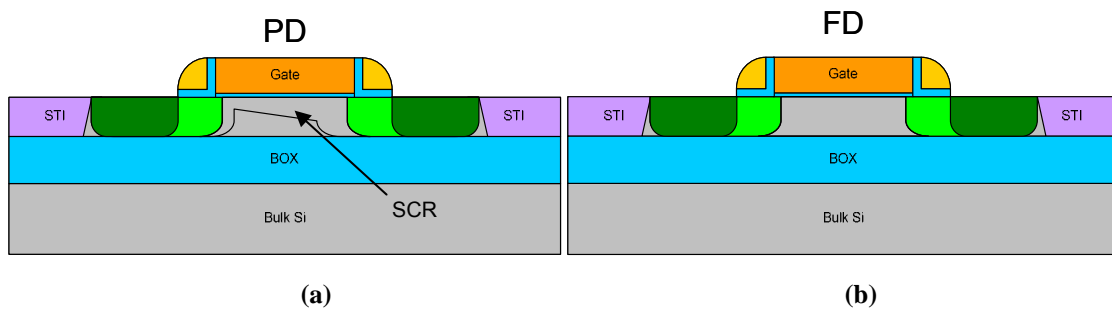 PD
Gate
STI
STI
BOX
SCR
Bulk Si
(a)
FD
Gate
STI
STI
BOX
Bulk Si
(b)